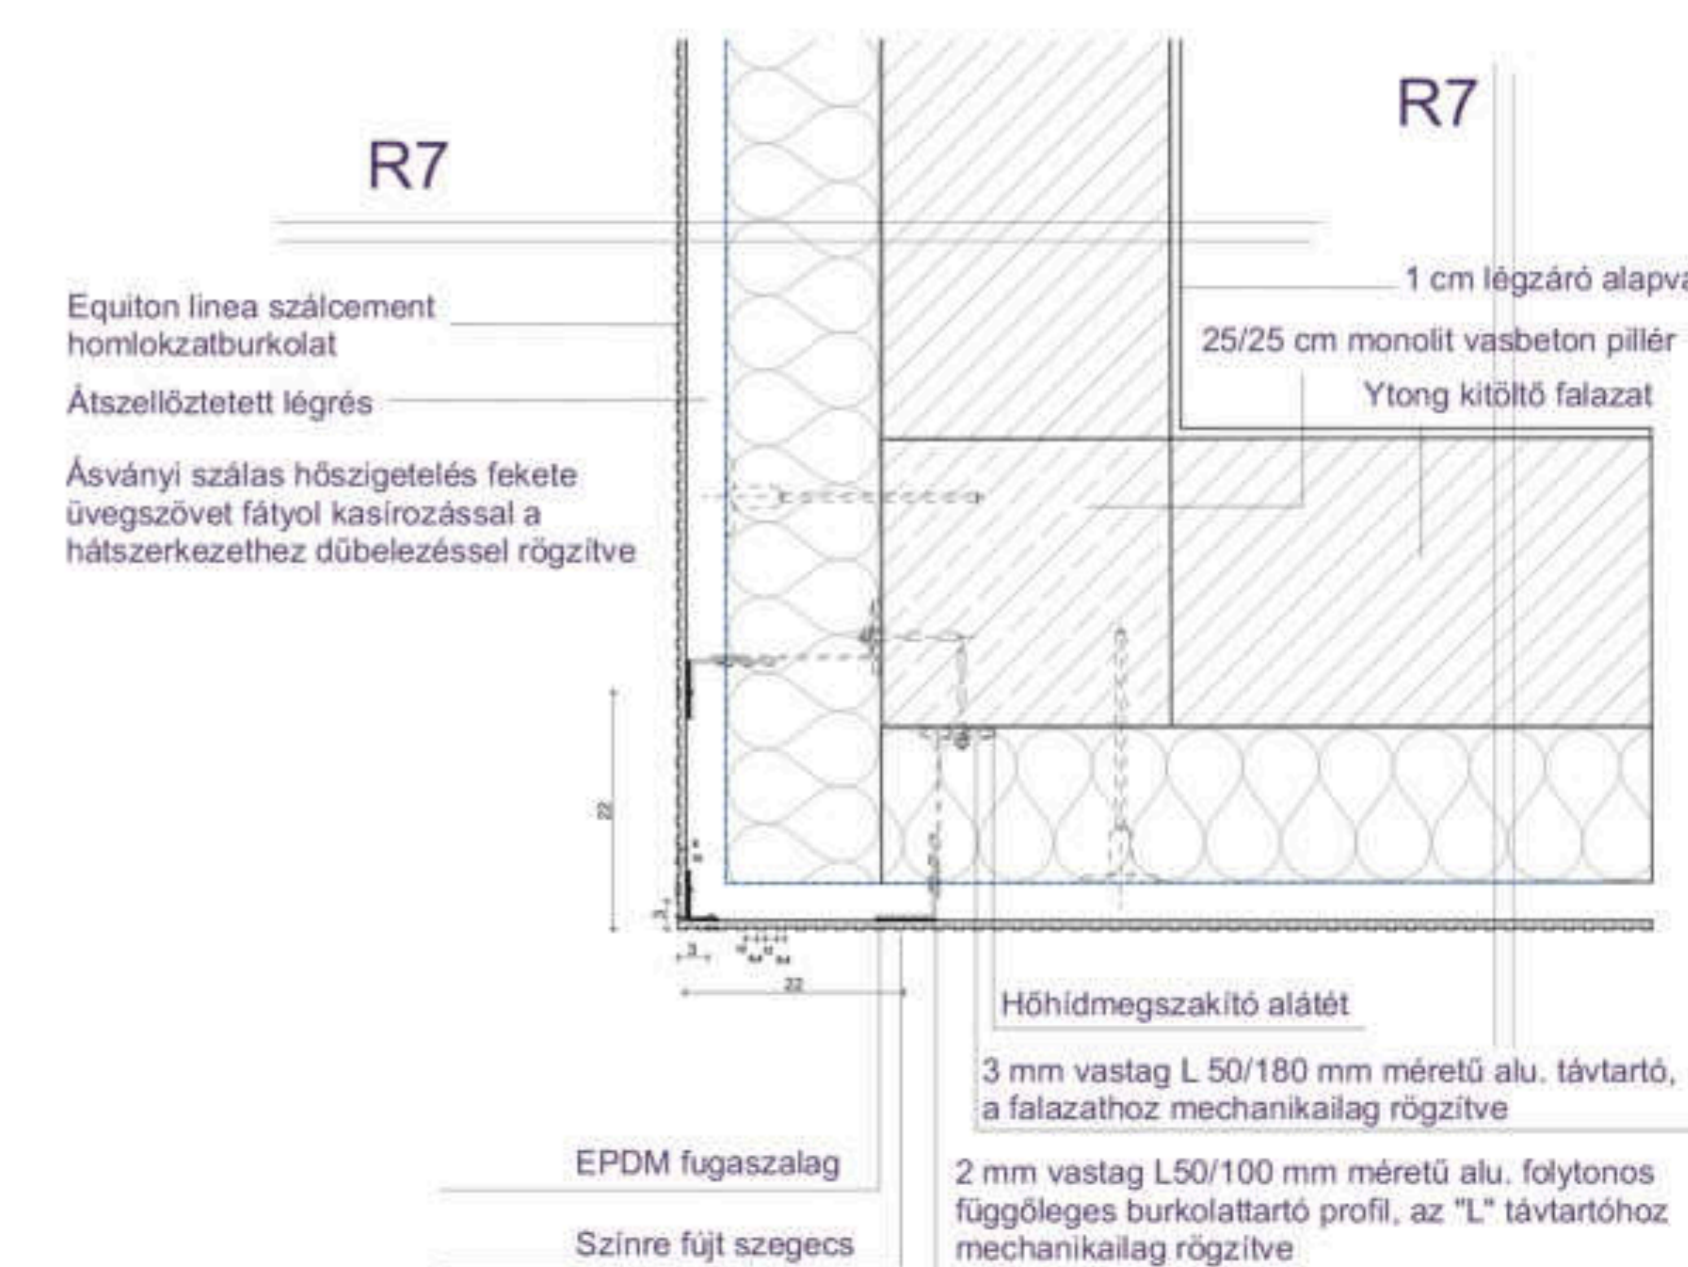 R7
R7
Equiton linea szálcement
homlokzatburkolat
Átszellőztetett légrés
Ásványi szálas hőszigetelés fekete
üvegszövet fátyol kasírozással a
hátszerkezethez dübelezéssel rögzítve
1 cm légzáró alapva
25/25 cm monolit vasbeton pillér
Ytong kitöltő falazat
22
3
3
22
Hőhídmegszakító alátét
3 mm vastag L 50/180 mm méretű alu. távtartó,
a falazathoz mechanikailag rögzítve
EPDM fugaszalag
2 mm vastag L50/100 mm méretű alu. folytonos
függőleges burkolattartó profil, az "L" távtartóhoz
mechanikailag rögzítve
Színre fújt szegecs